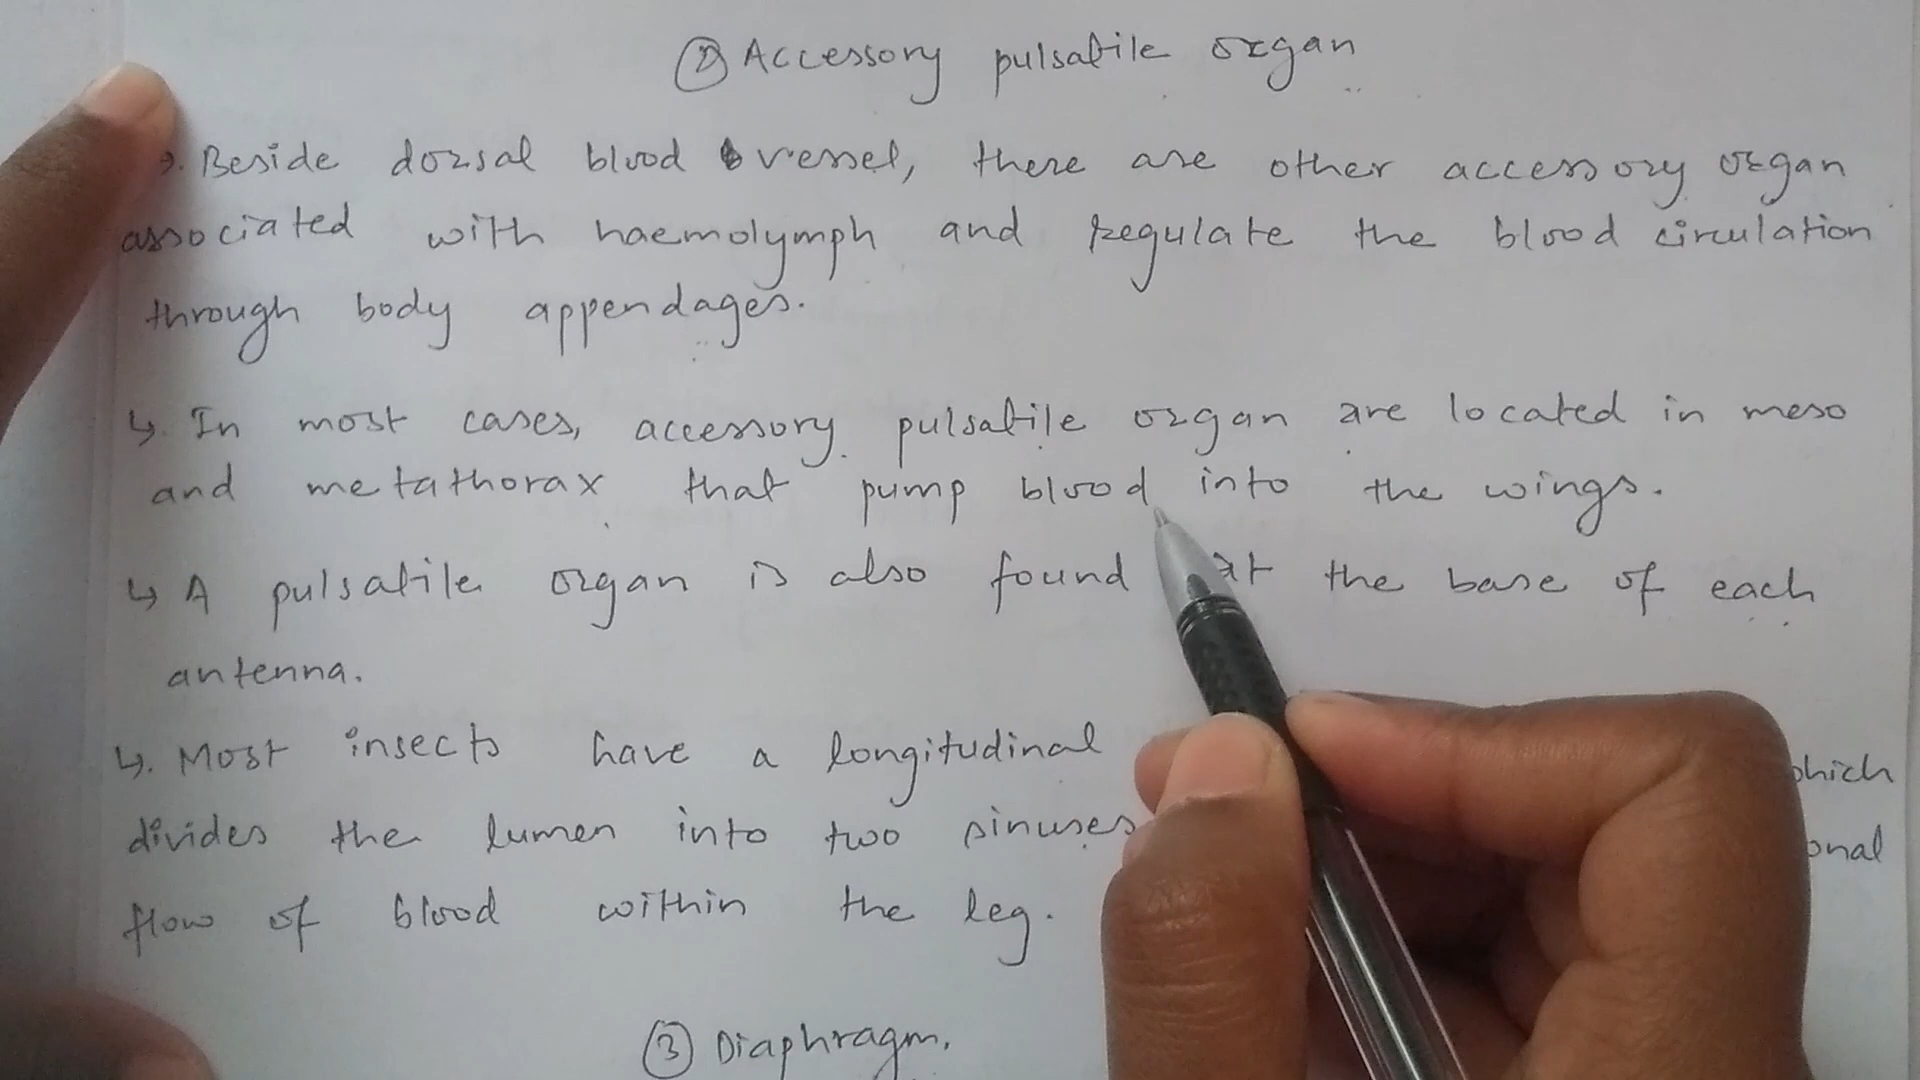 ② Accessory pulsatile organ
Beside dorsal blood vessel, there are other accessory organ
associated with haemolymph and regulate the blood circulation
through body appendages.
↳. In most cases, accessory pulsatile organ are located in meso
and metathorax that pump blood into the wings.
↳ A pulsatile organ is also found at the base of each
antenna.
↳. Most insects have a longitudinal
divides the lumen into two sinuses
flow of blood within the leg.
③ Diaphragm.